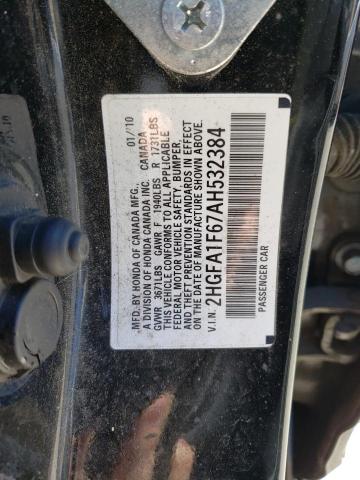 MFD. BY HONDA OF CANADA MFG., 01/10
A DIVISION OF HONDA CANADA INC. CANADA
GVWR 3671LBS GAWR F 1940LBS R 1731LBS
THIS VEHICLE CONFORMS TO ALL APPLICABLE
FEDERAL MOTOR VEHICLE SAFETY, BUMPER,
AND THEFT PREVENTION STANDARDS IN EFFECT
ON THE DATE OF MANUFACTURE SHOWN ABOVE.
V.I.N. 2HGFA1F67AH532384
PASSENGER CAR